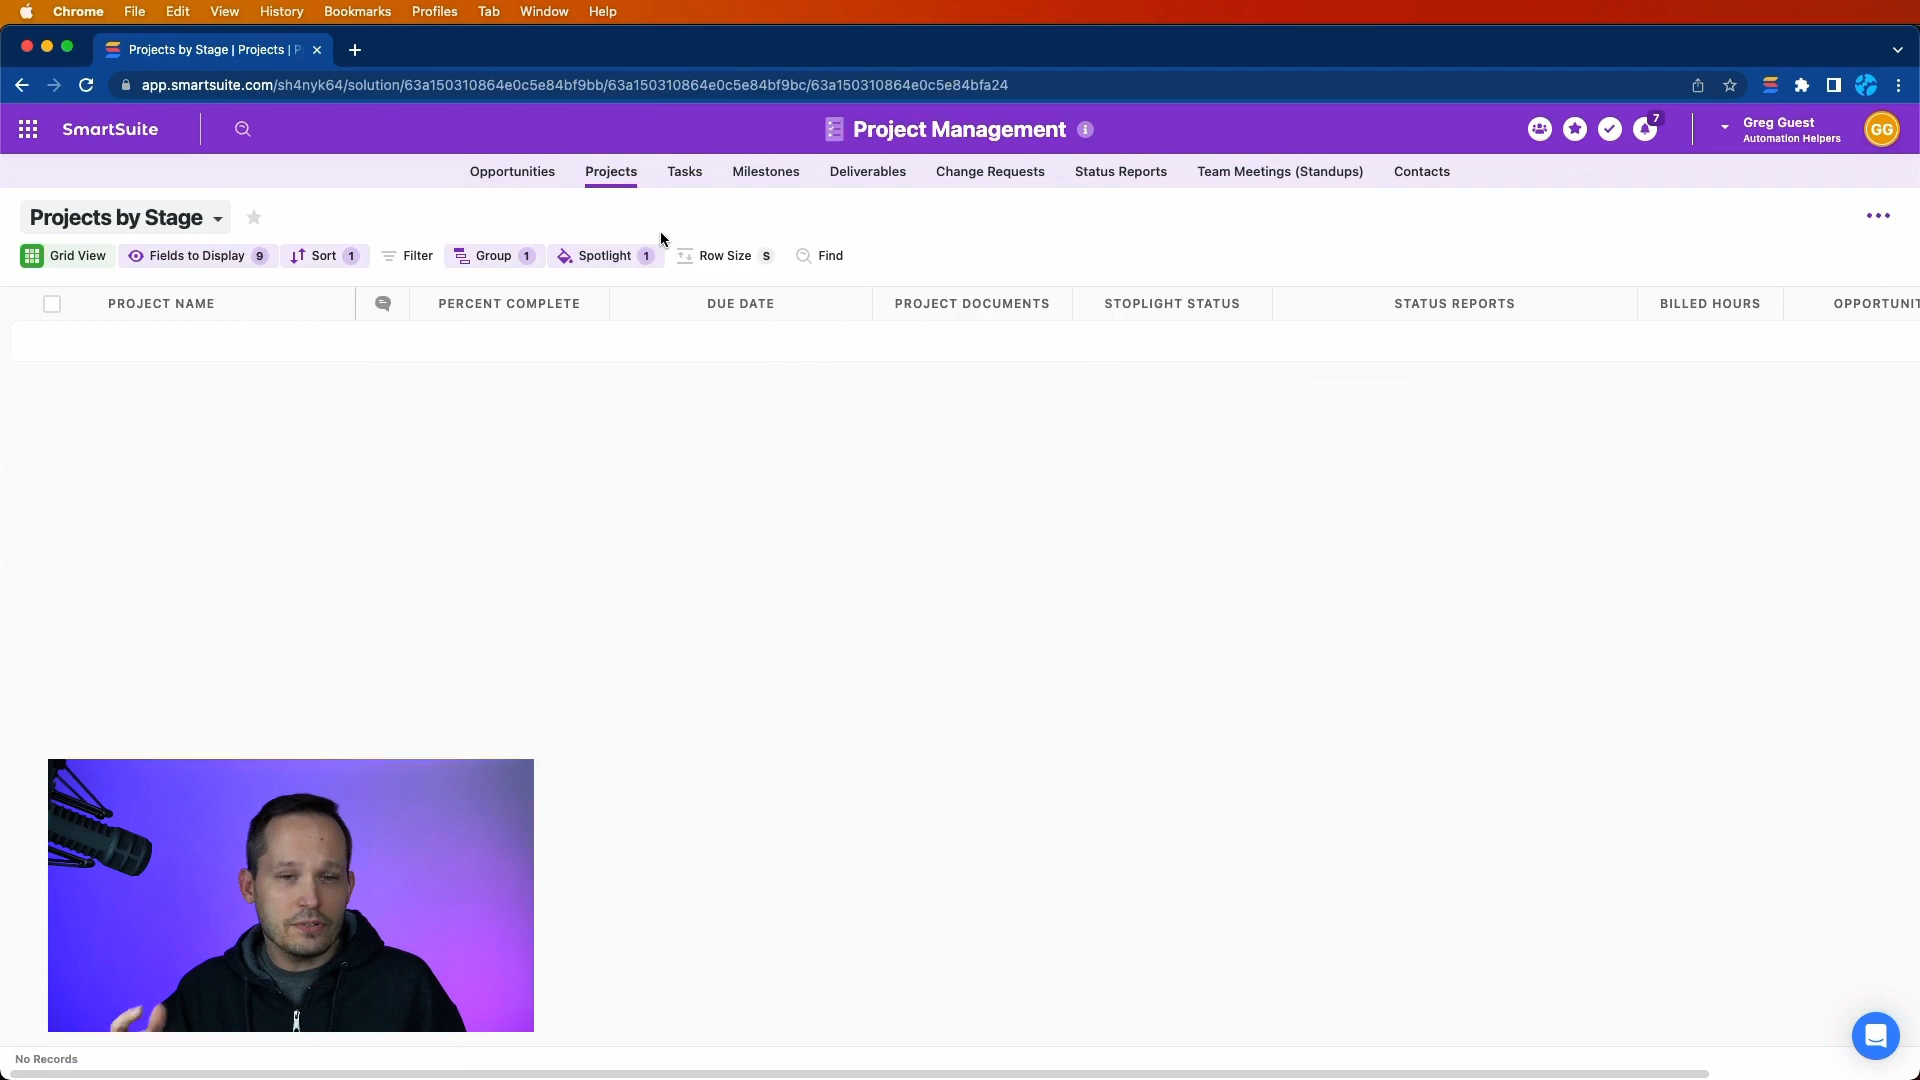 Chrome File Edit View History Bookmarks Profiles Tab Window Help
Projects by Stage | Projects | P
app.smartsuite.com/sh4nyk64/solution/63a150310864e0c5e84bf9bb/63a150310864e0c5e84bf9bc/63a150310864e0c5e84bfa24
SmartSuite Project Management 7 Greg Guest GG
Automation Helpers
Opportunities Projects Tasks Milestones Deliverables Change Requests Status Reports Team Meetings (Standups) Contacts
Projects by Stage
Grid View Fields to Display 9 Sort 1 Filter Group 1 Spotlight 1 Row Size S Find
PROJECT NAME PERCENT COMPLETE DUE DATE PROJECT DOCUMENTS STOPLIGHT STATUS STATUS REPORTS BILLED HOURS OPPORTUNIT
No Records